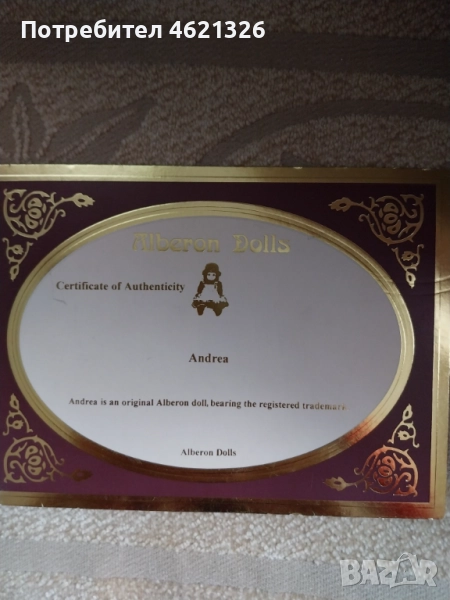 Потребител 4621326
Alberon Dolls
Certificate of Authenticity
Andrea
Andrea is an original Alberon doll, bearing the registered trademark
Alberon Dolls
BAZAR